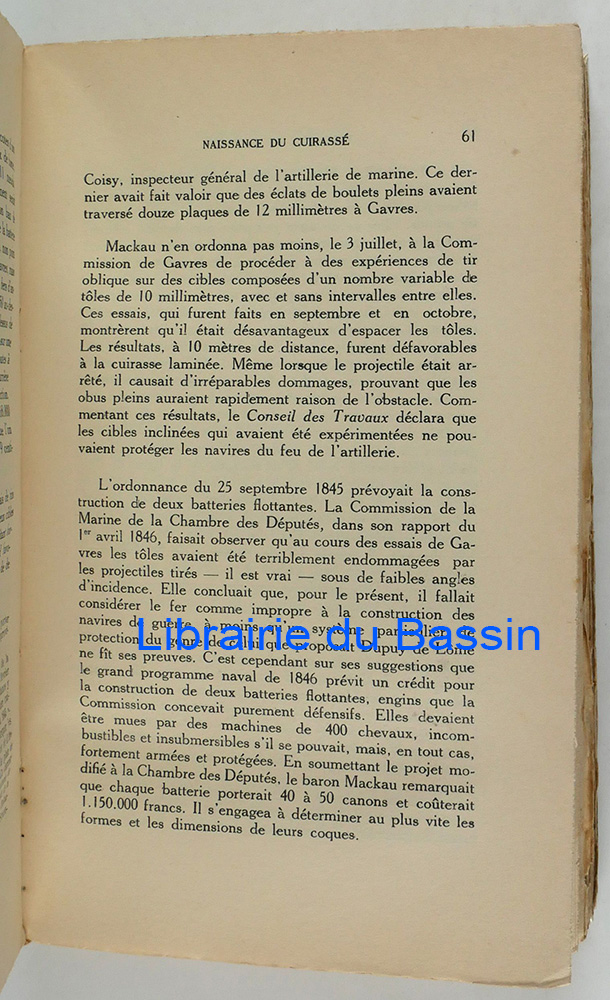 NAISSANCE DU CUIRASSÉ 61
Coisy, inspecteur général de l'artillerie de marine. Ce der-
nier avait fait valoir que des éclats de boulets pleins avaient
traversé douze plaques de 12 millimètres à Gavres.
Mackau n'en ordonna pas moins, le 3 juillet, à la Com-
mission de Gavres de procéder à des expériences de tir
oblique sur des cibles composées d'un nombre variable de
tôles de 10 millimètres, avec et sans intervalles entre elles.
Ces essais, qui furent faits en septembre et en octobre,
montrèrent qu'il était désavantageux d'espacer les tôles.
Les résultats, à 10 mètres de distance, furent défavorables
à la cuirasse laminée. Même lorsque le projectile était ar-
rêté, il causait d'irréparables dommages, prouvant que les
obus pleins auraient rapidement raison de l'obstacle. Com-
mentant ces résultats, le Conseil des Travaux déclara que
les cibles inclinées qui avaient été expérimentées ne pou-
vaient protéger les navires du feu de l'artillerie.
L'ordonnance du 25 septembre 1845 prévoyait la cons-
truction de deux batteries flottantes. La Commission de la
Marine de la Chambre des Députés, dans son rapport du
1er avril 1846, faisait observer qu'au cours des essais de Ga-
vres les tôles avaient été terriblement endommagées par
les projectiles tirés — il est vrai — sous de faibles angles
d'incidence. Elle concluait que, pour le présent, il fallait
considérer le fer comme impropre à la construction des
navires de guerre, à moins qu'un système particulier de
protection du genre de celui que proposait Dupuy de Lôme
ne fît ses preuves. C'est cependant sur ses suggestions que
le grand programme naval de 1846 prévit un crédit pour
la construction de deux batteries flottantes, engins que la
Commission concevait purement défensifs. Elles devaient
être mues par des machines de 400 chevaux, incom-
bustibles et insubmersibles s'il se pouvait, mais, en tout cas,
fortement armées et protégées. En soumettant le projet mo-
difié à la Chambre des Députés, le baron Mackau remarquait
que chaque batterie porterait 40 à 50 canons et coûterait
1.150.000 francs. Il s'engagea à déterminer au plus vite les
formes et les dimensions de leurs coques.
Librairie du Bassin